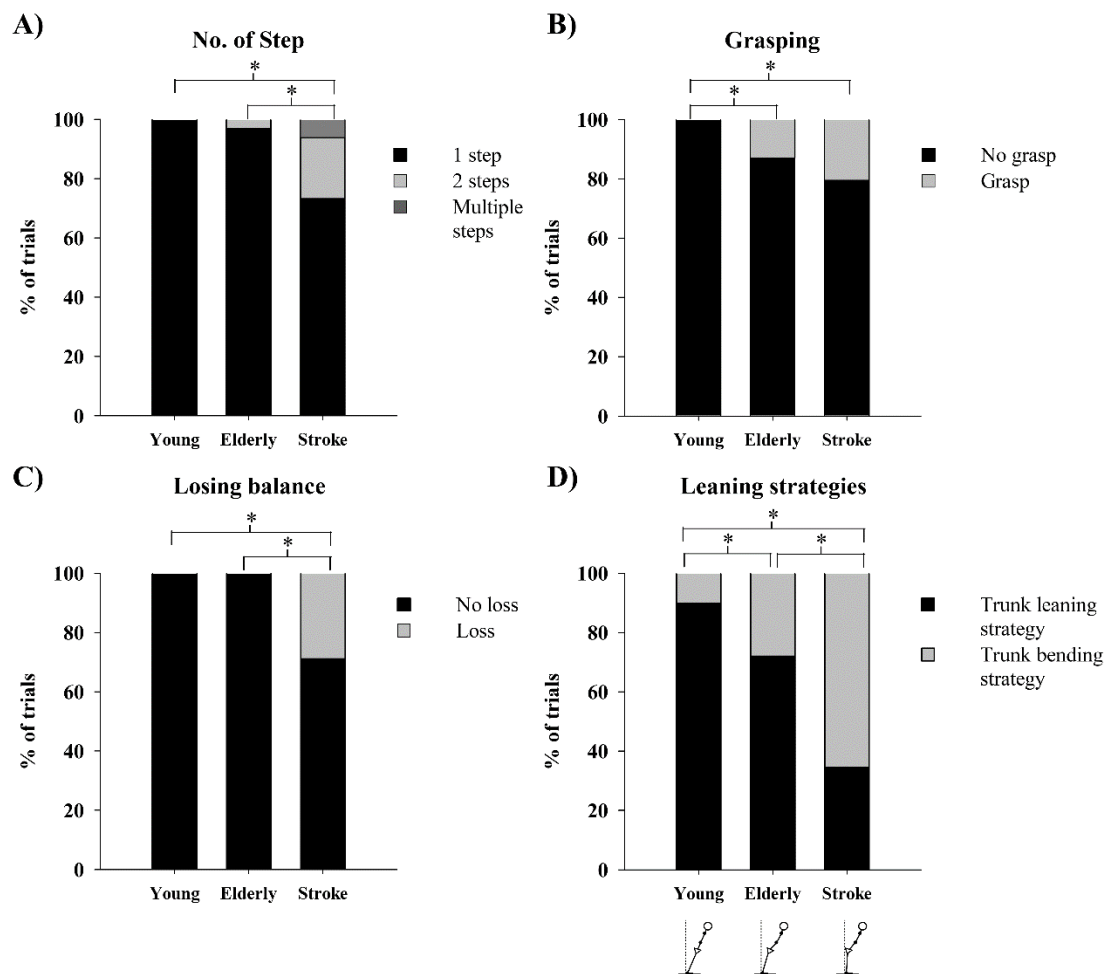 A)
No. of Step
*
*
100
80
60
40
20
0
% of trials
Young Elderly Stroke
1 step
2 steps
Multiple
steps
B)
Grasping
*
*
100
80
60
40
20
0
% of trials
Young Elderly Stroke
No grasp
Grasp
C)
Losing balance
*
*
100
80
60
40
20
0
% of trials
Young Elderly Stroke
No loss
Loss
D)
Leaning strategies
*
* *
100
80
60
40
20
0
% of trials
Young Elderly Stroke
Trunk leaning
strategy
Trunk bending
strategy